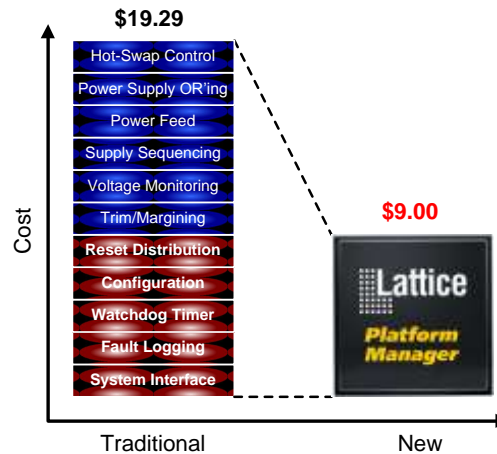 $19.29
Hot-Swap Control
Power Supply OR'ing
Power Feed
Supply Sequencing
Voltage Monitoring
Trim/Margining
Reset Distribution
Configuration
Watchdog Timer
Fault Logging
System Interface
Cost
$9.00
Lattice
Platform
Manager
Traditional
New